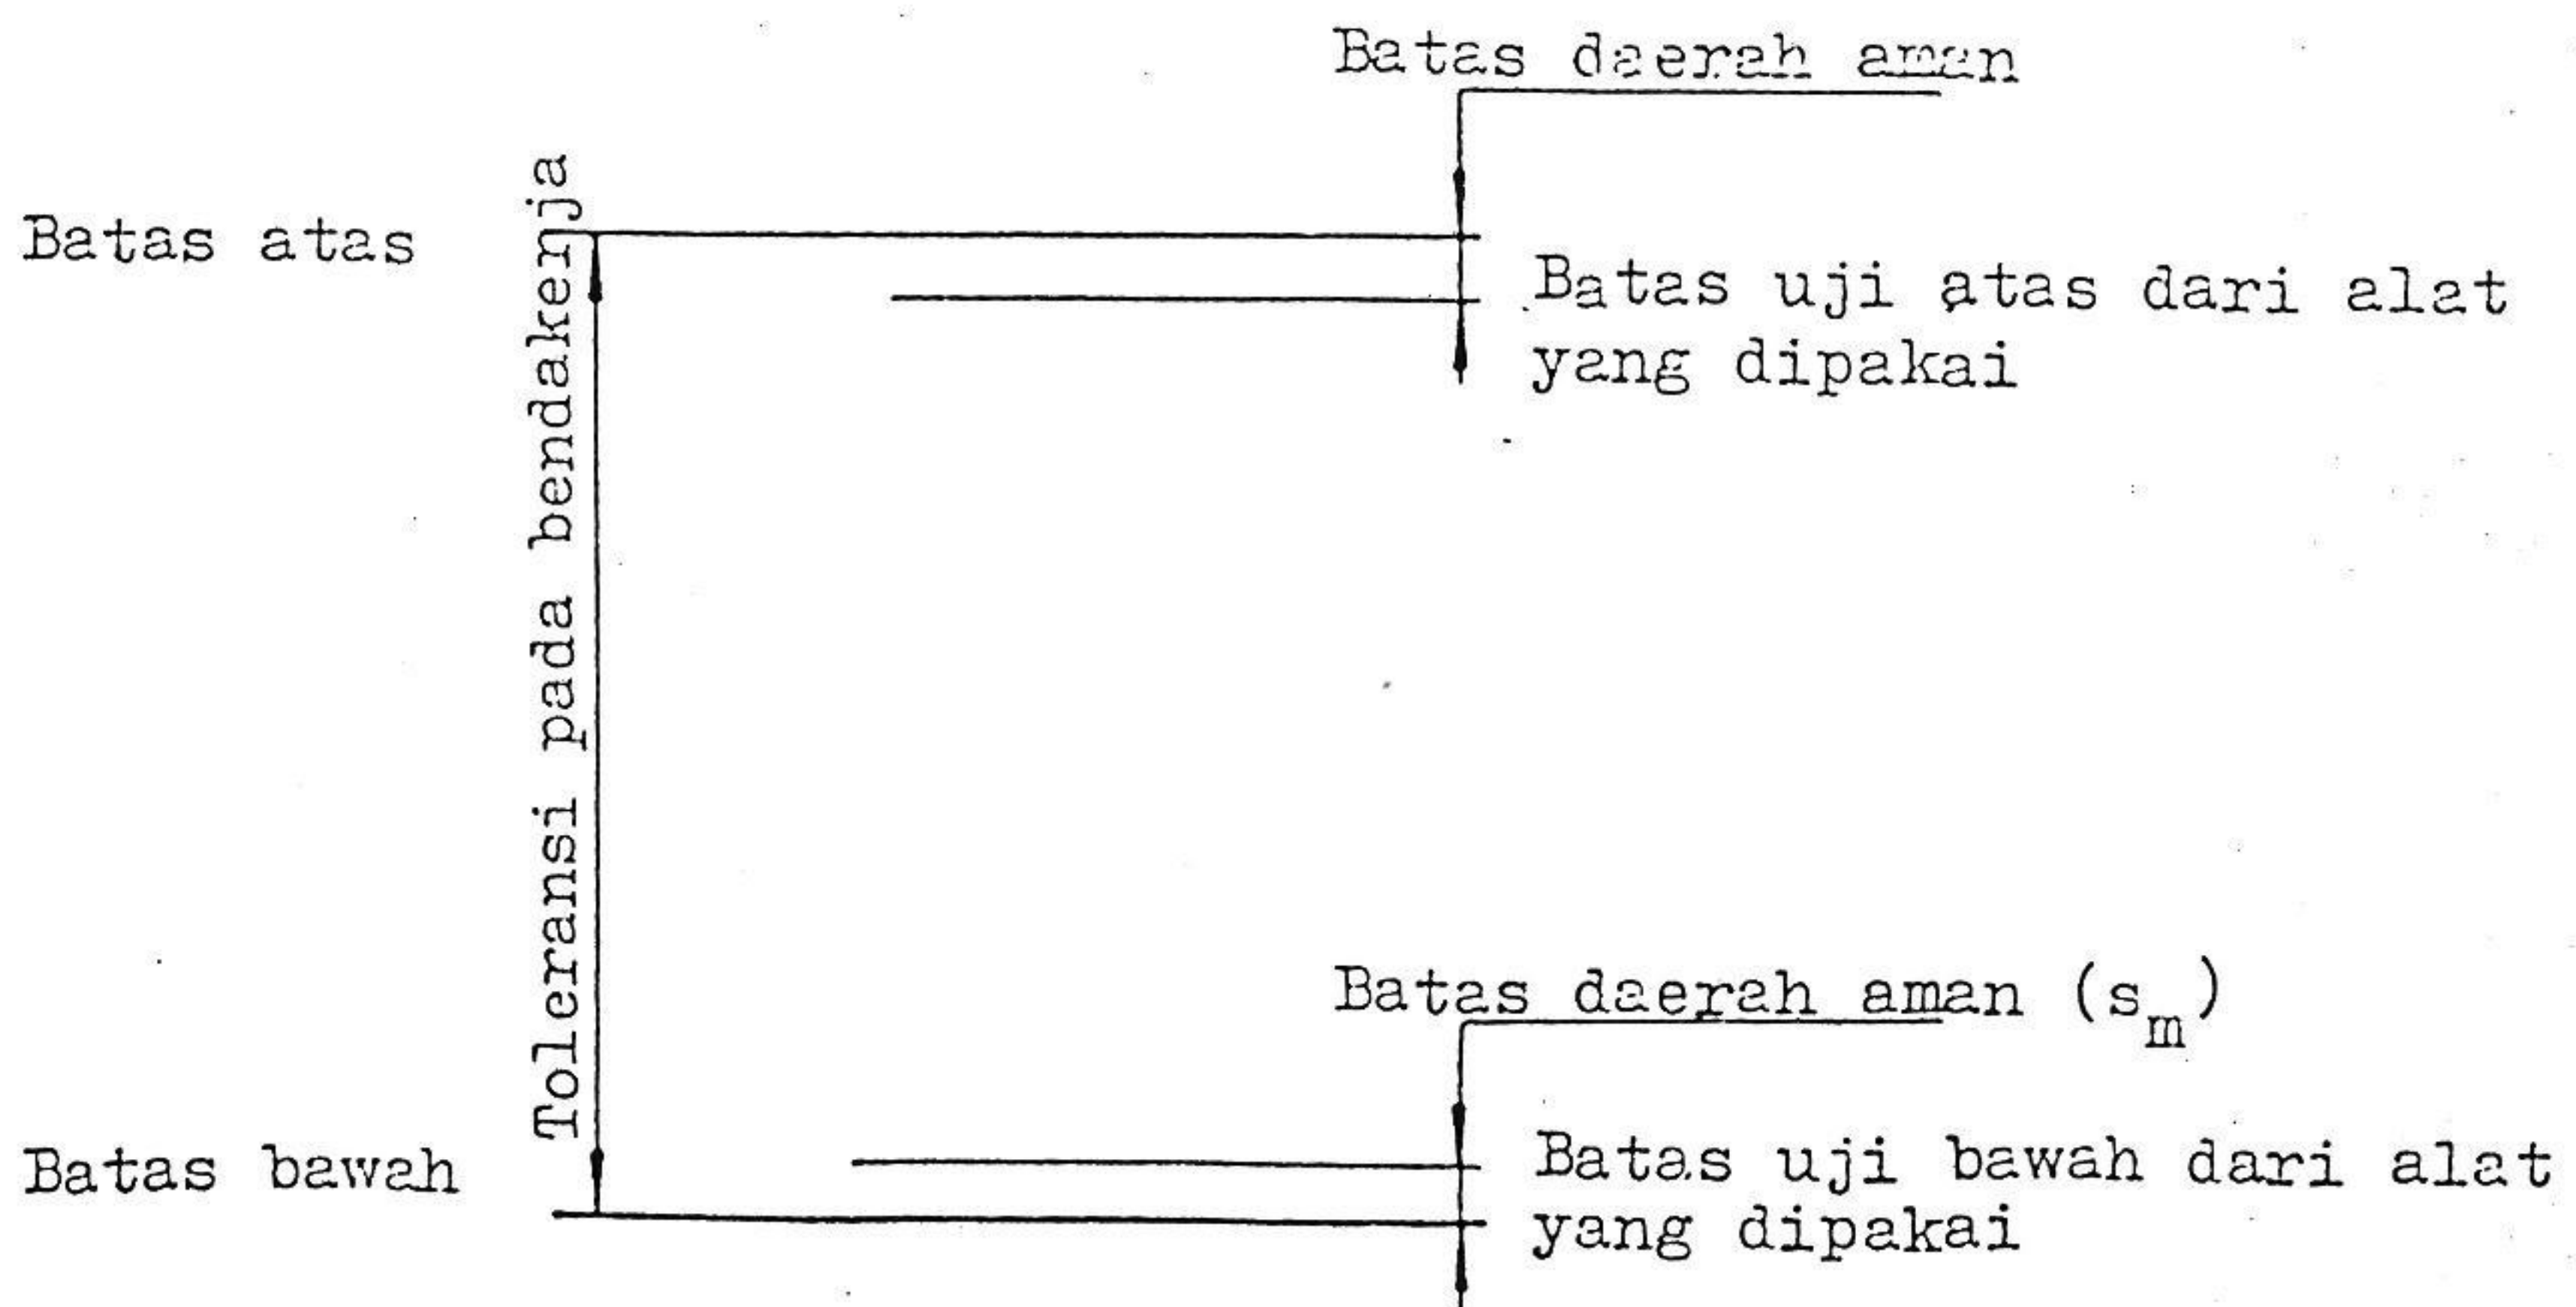 Batas daerah aman
Batas atas
Toleransi pada bendakerja
Batas uji atas dari alat
yang dipakai
Batas daerah aman (s_m)
Batas bawah
Batas uji bawah dari alat
yang dipakai